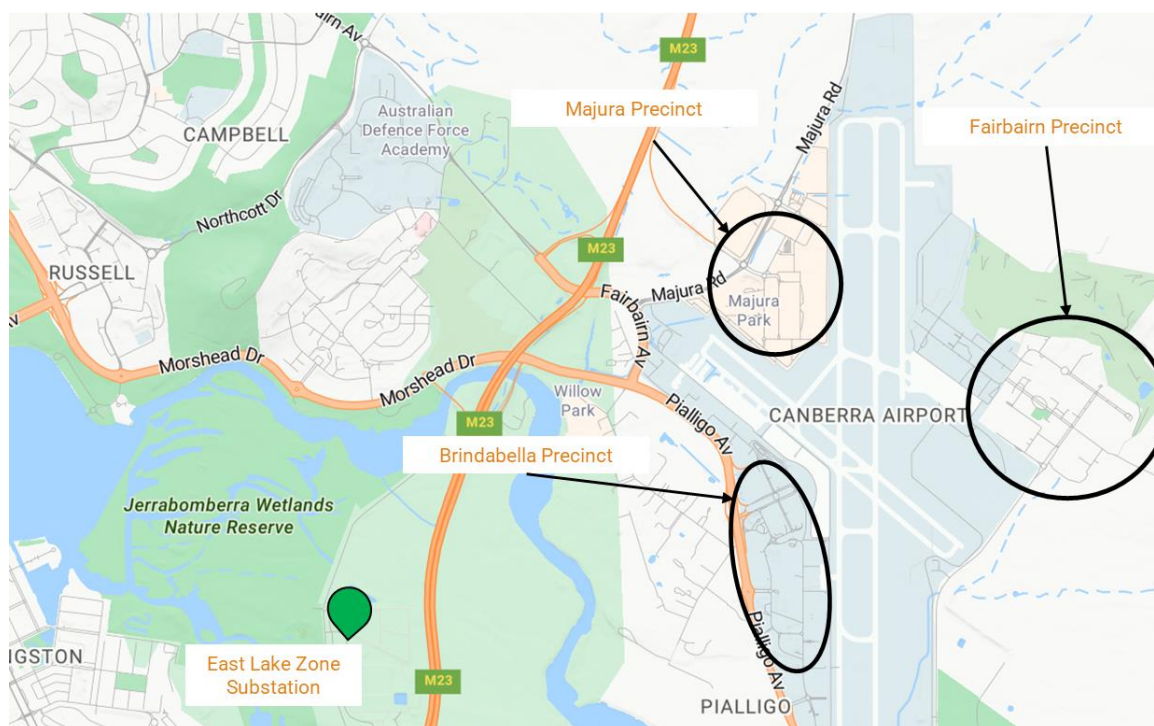 irn Av
M23
Majura Precinct
Majura Rd
Fairbairn Precinct
Australian
Defence Force
Academy
CAMPBELL
Northcott Dr
RUSSELL
M23
Majura Rd
Majura
Park
Fairbairn Av
Av
Morshead Dr
Morshead Dr
Willow
Park
Pialligo Av
CANBERRA AIRPORT
M23
Brindabella Precinct
Jerrabomberra Wetlands
Nature Reserve
Pialligo Av
East Lake Zone
Substation
NGSTON
M23
PIALLIGO